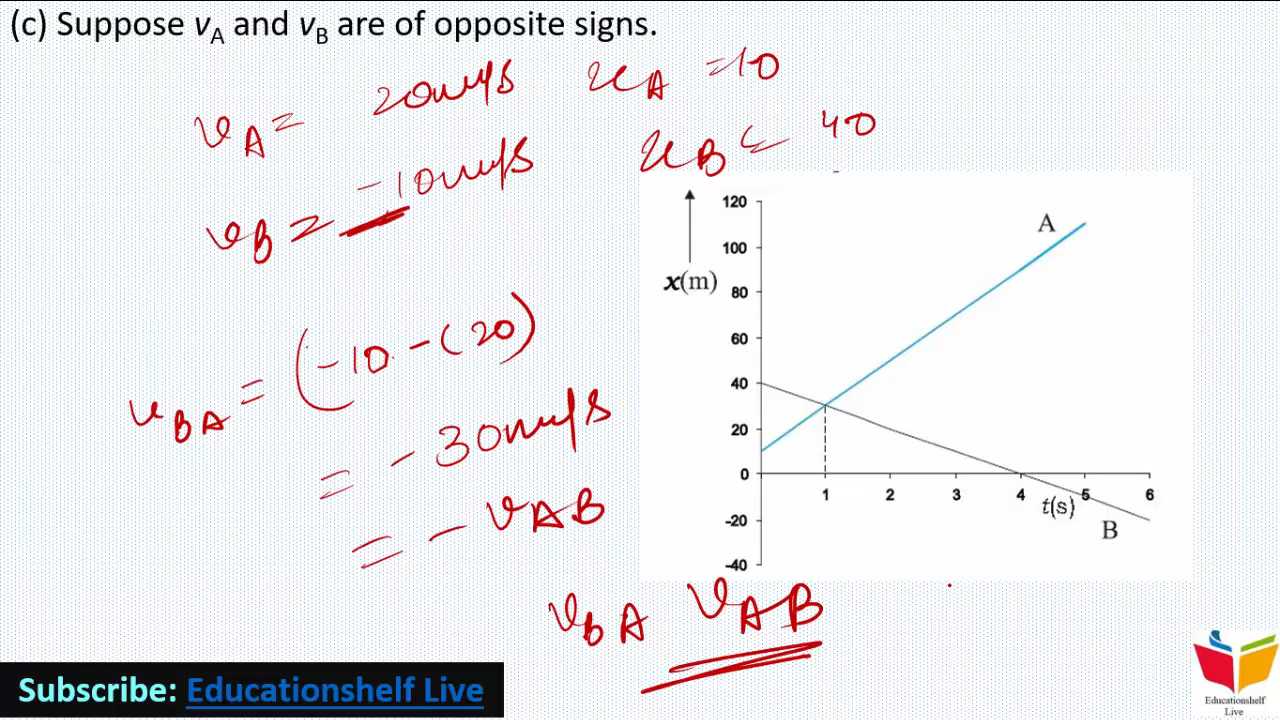 (c) Suppose vA and vB are of opposite signs.
vA = 20m/s
xA = 10
vB = -10m/s
xB = 40
vBA = (-10 - (20)
= -30m/s
= - vAB
vBA vAB
x(m)
120
100
80
60
40
20
0
-20
-40
A
1 2 3 4 5 6
t(s)
B
Subscribe: Educationshelf Live
Educationshelf
Live